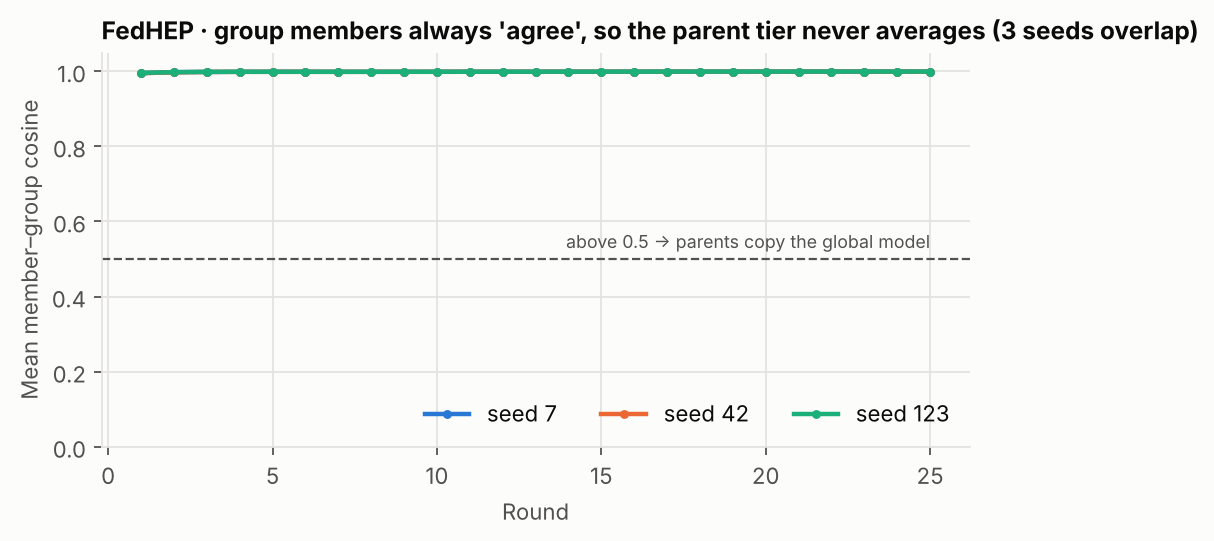 FedHEP · group members always 'agree', so the parent tier never averages (3 seeds overlap)
Mean member–group cosine
1.0
0.8
0.6
0.4
0.2
0.0
above 0.5 → parents copy the global model
seed 7 seed 42 seed 123
0 5 10 15 20 25
Round